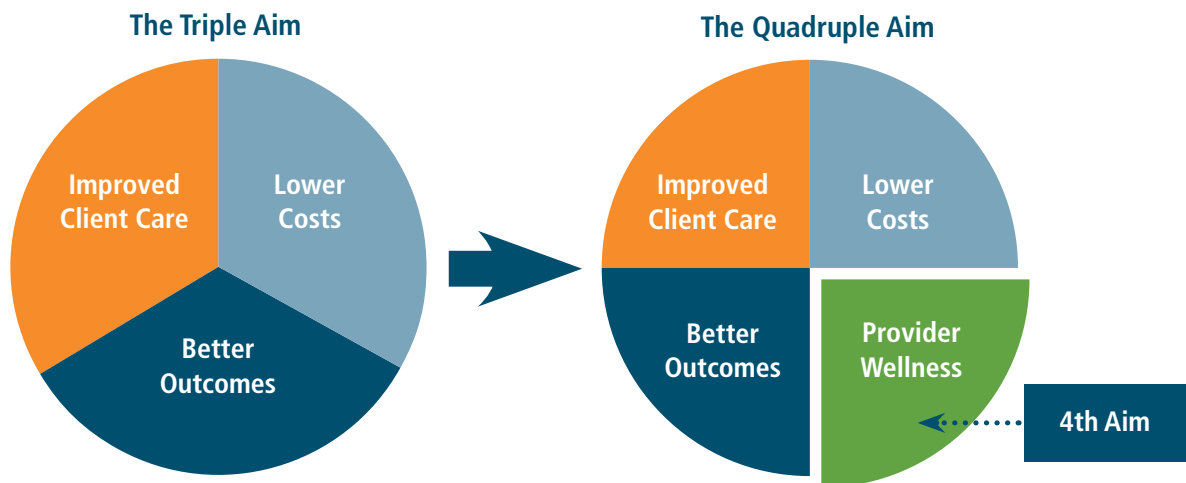 The Triple Aim
Improved
Client Care
Lower
Costs
Better
Outcomes
The Quadruple Aim
Improved
Client Care
Lower
Costs
Better
Outcomes
Provider
Wellness
4th Aim